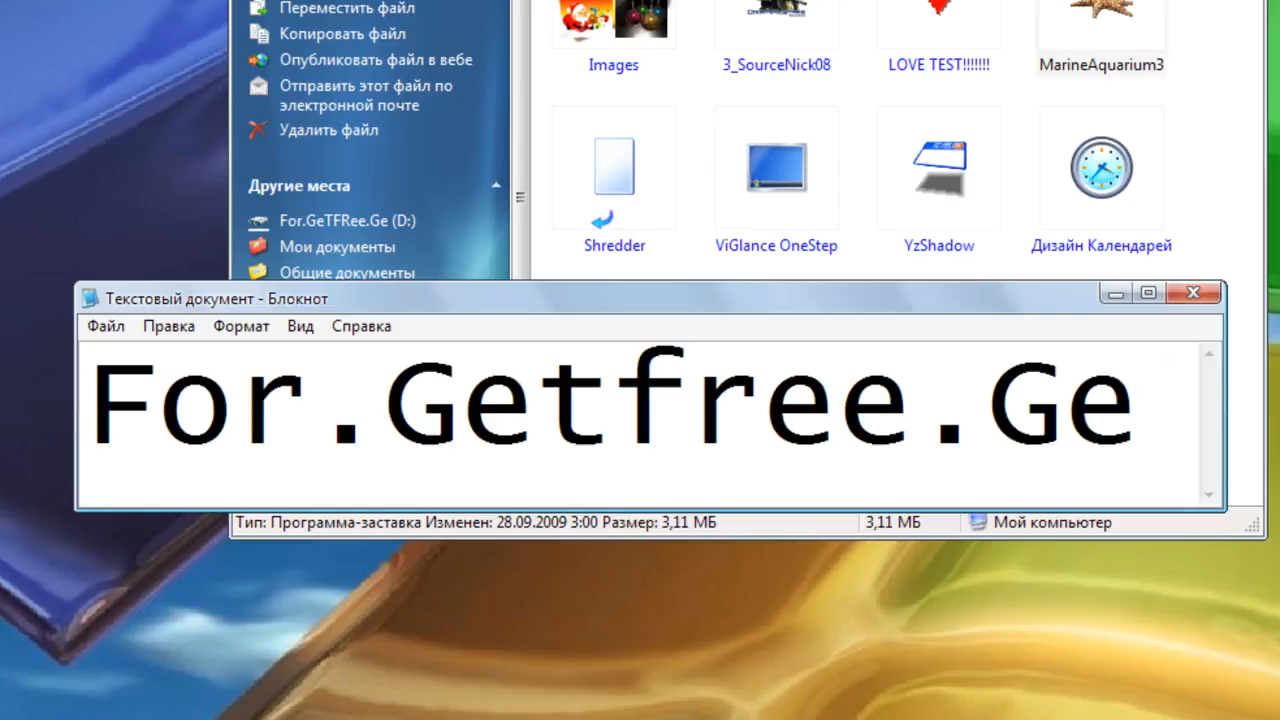 Переместить файл
Копировать файл
Опубликовать файл в вебе
Отправить этот файл по
электронной почте
Удалить файл
Другие места
For.GeTFRee.Ge (D:)
Мои документы
Общие документы
Images
3_SourceNick08
LOVE TEST!!!!!!!
MarineAquarium3
Shredder
ViGlance OneStep
YzShadow
Дизайн Календарей
Текстовый документ - Блокнот
Файл Правка Формат Вид Справка
For.Getfree.Ge
Тип: Программа-заставка Изменен: 28.09.2009 3:00 Размер: 3,11 МБ 3,11 МБ Мой компьютер